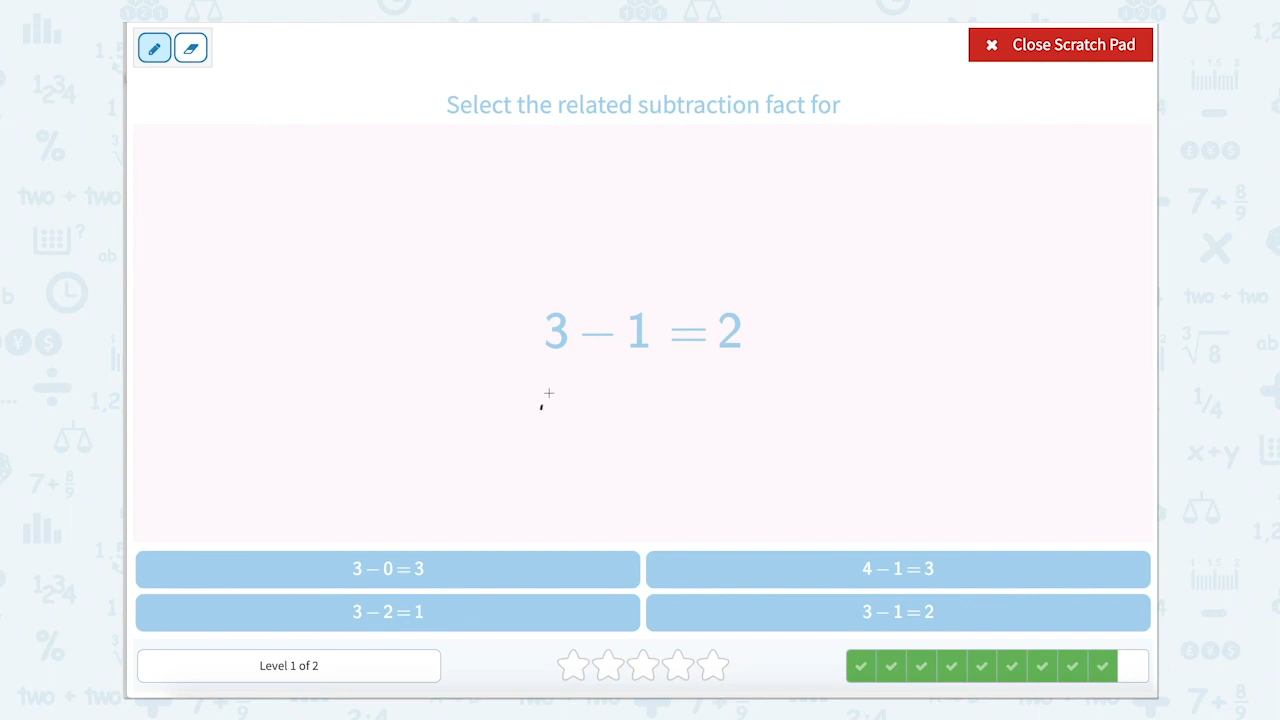 Close Scratch Pad
Select the related subtraction fact for
3 − 1 = 2
3 − 0 = 3
4 − 1 = 3
3 − 2 = 1
3 − 1 = 2
Level 1 of 2